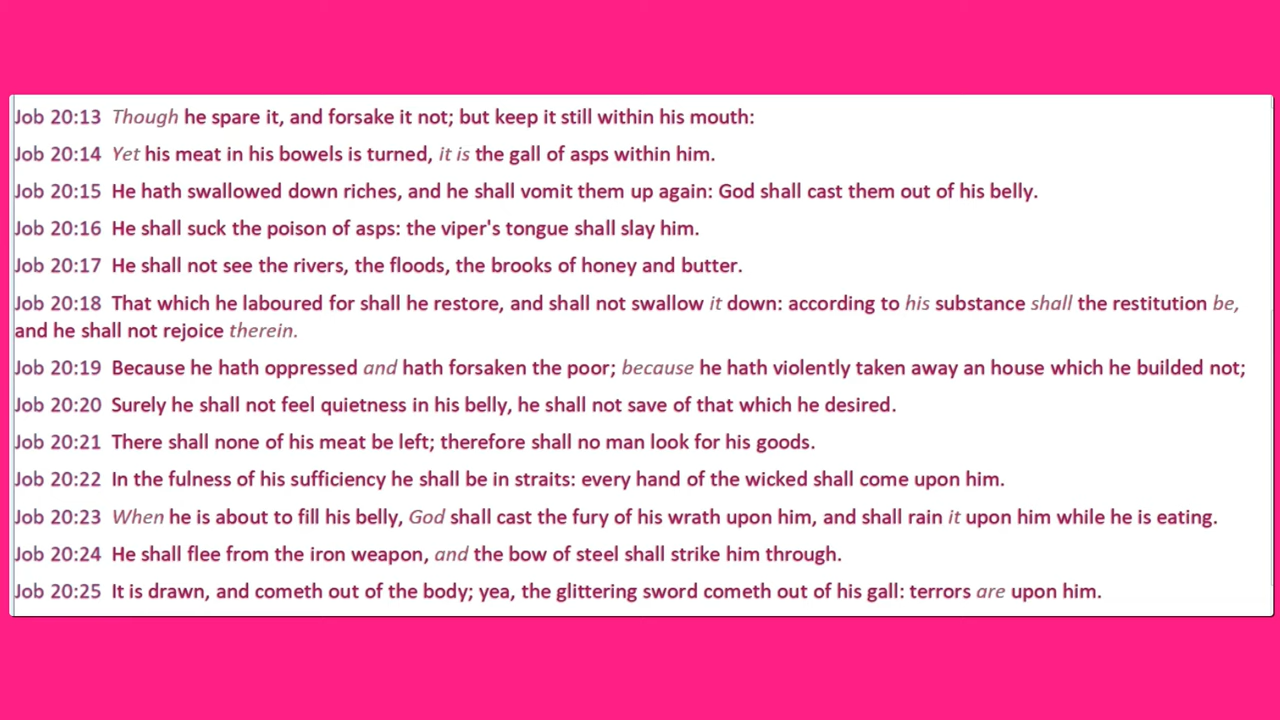 Job 20:13 Though he spare it, and forsake it not; but keep it still within his mouth:
Job 20:14 Yet his meat in his bowels is turned, it is the gall of asps within him.
Job 20:15 He hath swallowed down riches, and he shall vomit them up again: God shall cast them out of his belly.
Job 20:16 He shall suck the poison of asps: the viper's tongue shall slay him.
Job 20:17 He shall not see the rivers, the floods, the brooks of honey and butter.
Job 20:18 That which he laboured for shall he restore, and shall not swallow it down: according to his substance shall the restitution be,
and he shall not rejoice therein.
Job 20:19 Because he hath oppressed and hath forsaken the poor; because he hath violently taken away an house which he builded not;
Job 20:20 Surely he shall not feel quietness in his belly, he shall not save of that which he desired.
Job 20:21 There shall none of his meat be left; therefore shall no man look for his goods.
Job 20:22 In the fulness of his sufficiency he shall be in straits: every hand of the wicked shall come upon him.
Job 20:23 When he is about to fill his belly, God shall cast the fury of his wrath upon him, and shall rain it upon him while he is eating.
Job 20:24 He shall flee from the iron weapon, and the bow of steel shall strike him through.
Job 20:25 It is drawn, and cometh out of the body; yea, the glittering sword cometh out of his gall: terrors are upon him.